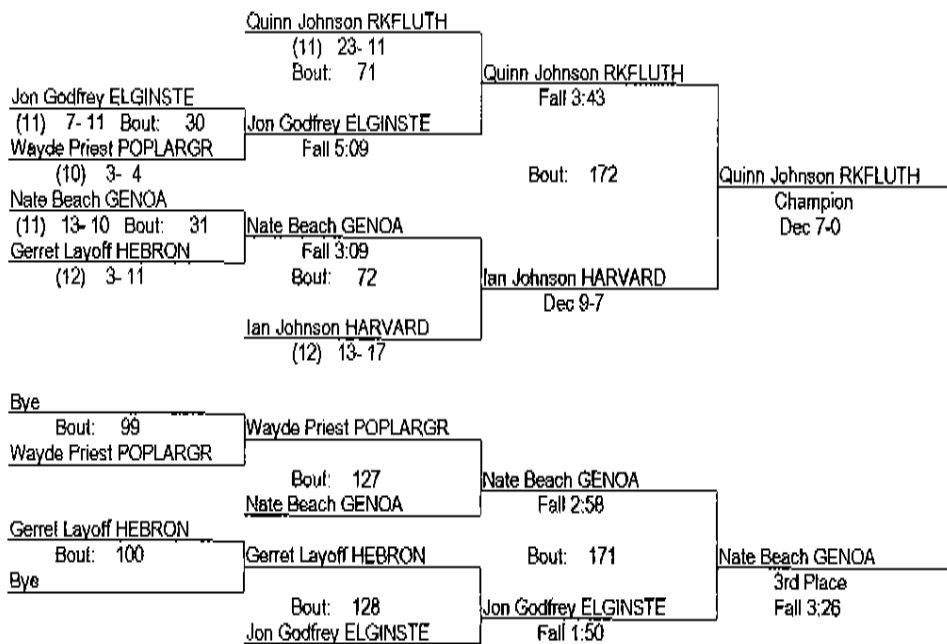 Quinn Johnson RKFLUTH
(11) 23- 11
Bout: 71
Quinn Johnson RKFLUTH
Fall 3:43
Jon Godfrey ELGINSTE
(11) 7- 11 Bout: 30
Jon Godfrey ELGINSTE
Fall 5:09
Wayde Priest POPLARGR
(10) 3- 4
Bout: 172
Quinn Johnson RKFLUTH
Champion
Dec 7-0
Nate Beach GENOA
(11) 13- 10 Bout: 31
Nate Beach GENOA
Fall 3:09
Gerret Layoff HEBRON
(12) 3- 11
Bout: 72
Ian Johnson HARVARD
Dec 9-7
Ian Johnson HARVARD
(12) 13- 17
Bye
Bout: 99
Wayde Priest POPLARGR
Wayde Priest POPLARGR
Bout: 127
Nate Beach GENOA
Fall 2:58
Nate Beach GENOA
Gerret Layoff HEBRON
Bout: 100
Gerret Layoff HEBRON
Bye
Bout: 171
Nate Beach GENOA
3rd Place
Fall 3:26
Bout: 128
Jon Godfrey ELGINSTE
Fall 1:50
Jon Godfrey ELGINSTE